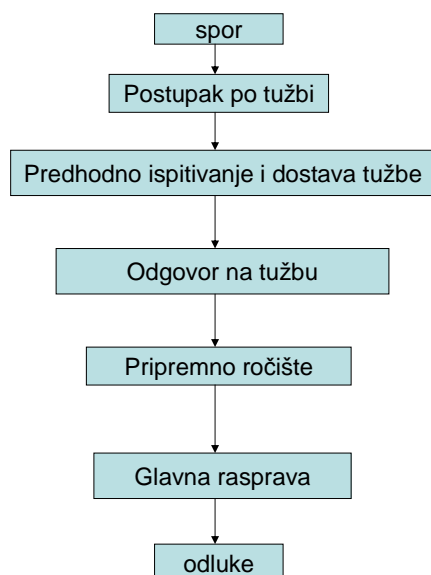 spor
Postupak po tužbi
Predhodno ispitivanje i dostava tužbe
Odgovor na tužbu
Pripremno ročište
Glavna rasprava
odluke